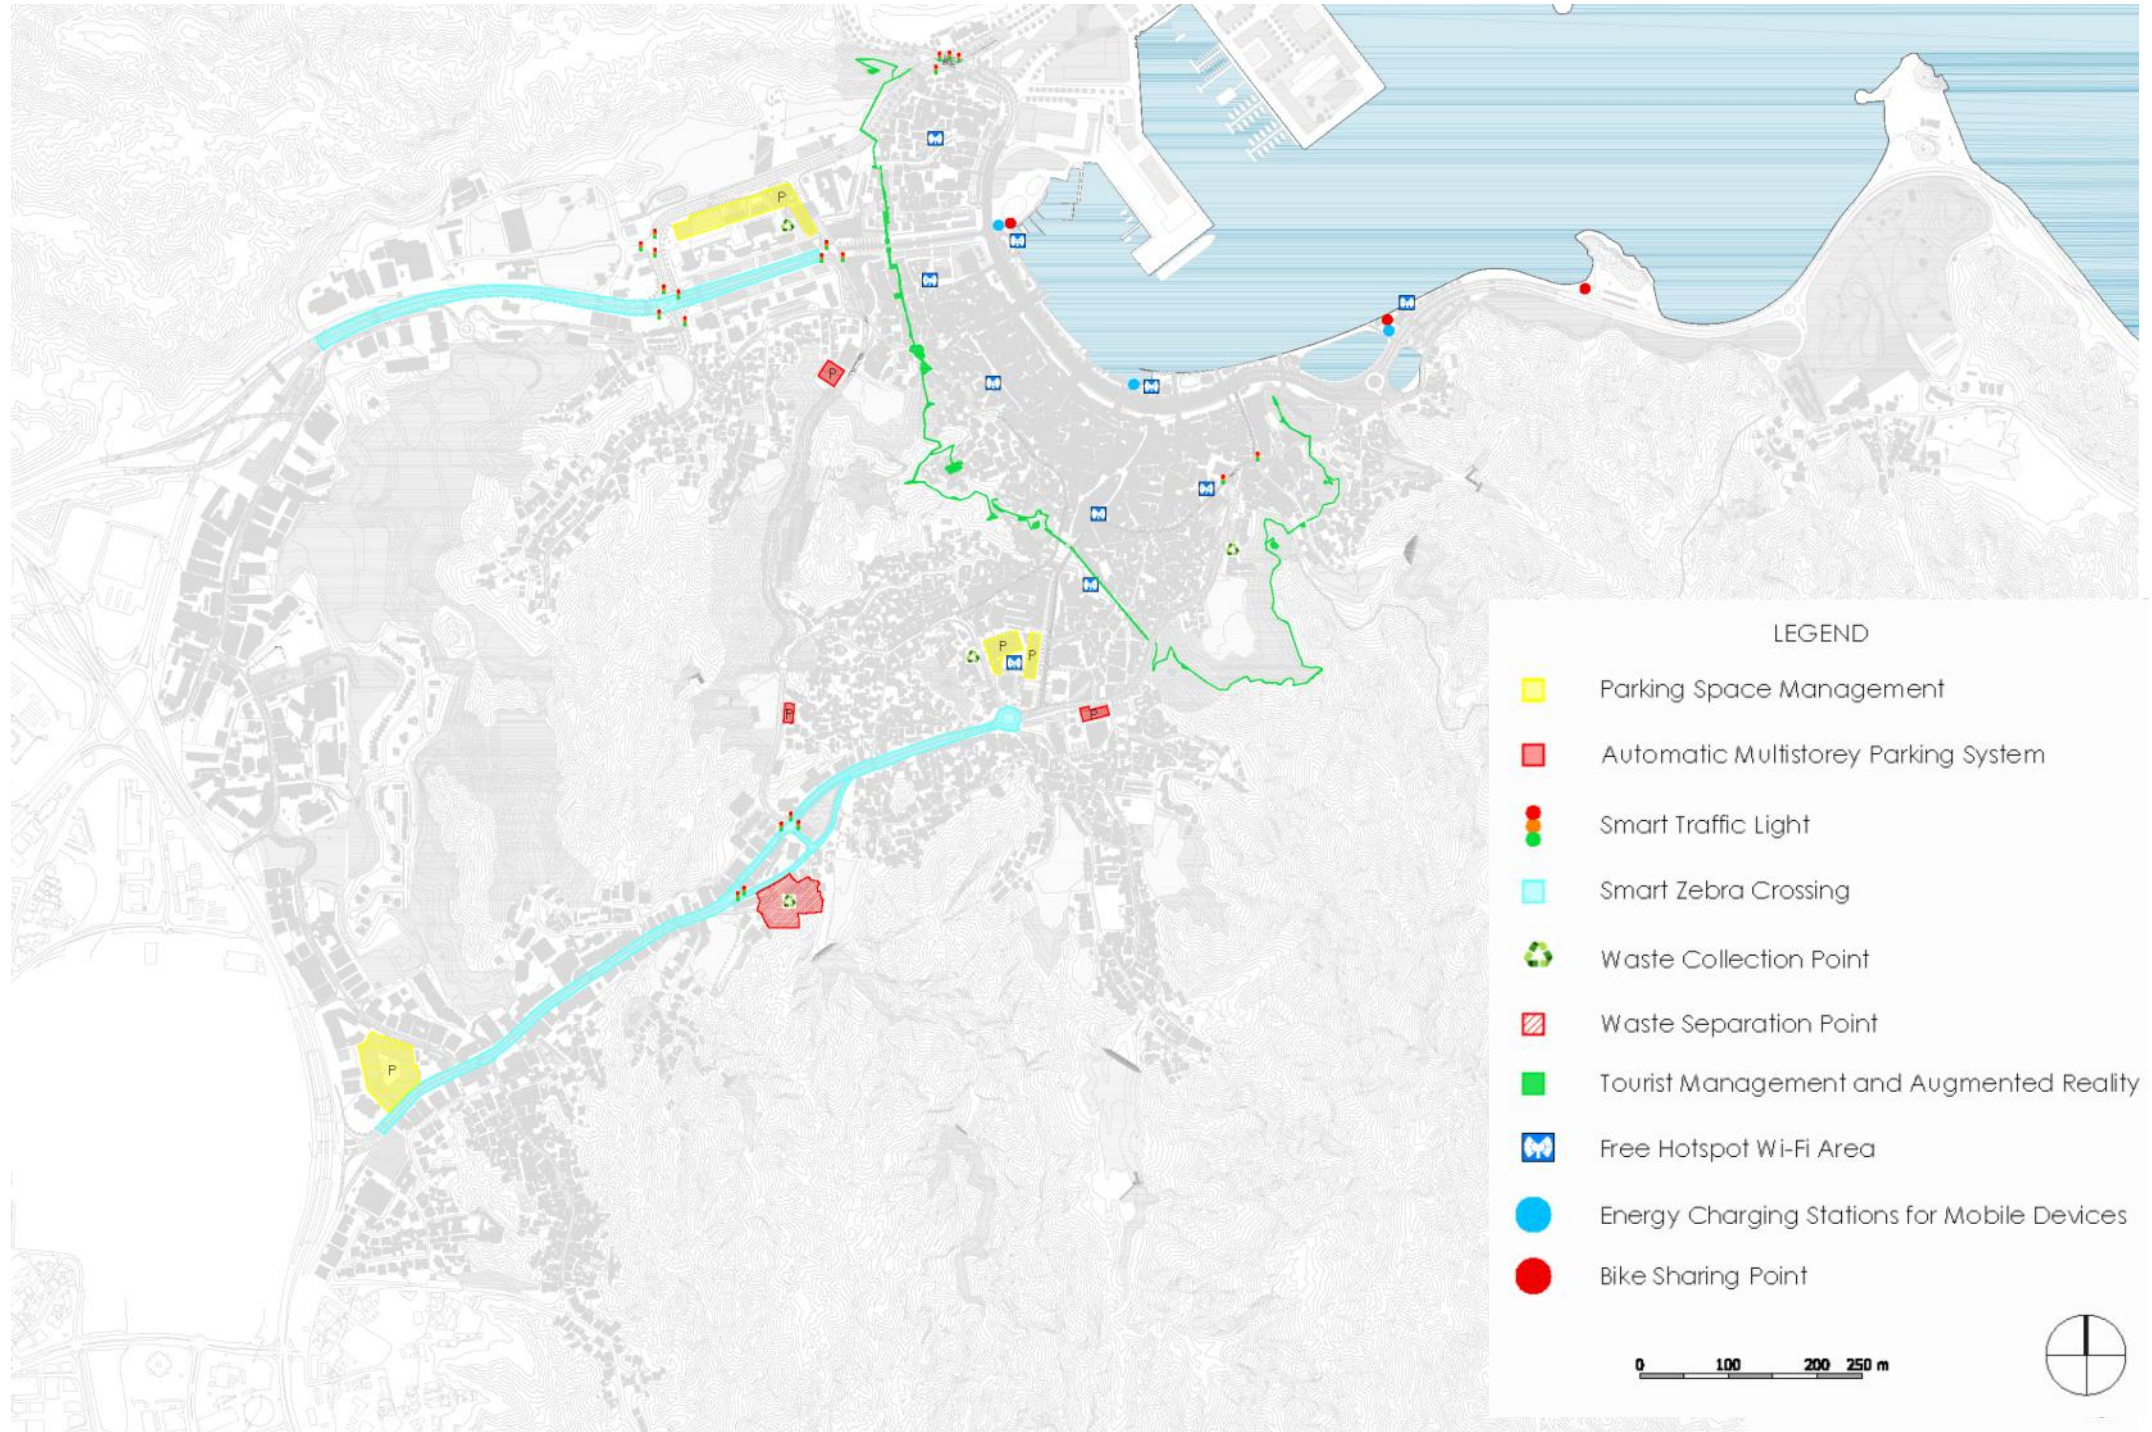 P
P
P
P
P
P
P
LEGEND
Parking Space Management
Automatic Multistorey Parking System
Smart Traffic Light
Smart Zebra Crossing
Waste Collection Point
Waste Separation Point
Tourist Management and Augmented Reality
Free Hotspot Wi-Fi Area
Energy Charging Stations for Mobile Devices
Bike Sharing Point
0 100 200 250 m